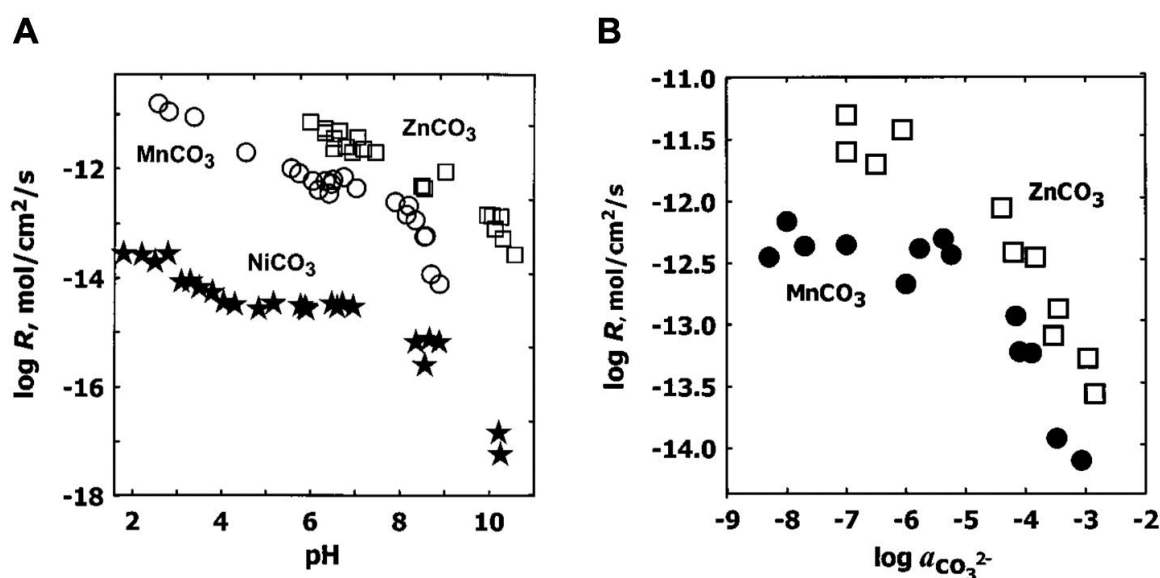 A
B
log R, mol/cm²/s
-12
-14
-16
-18
2 4 6 8 10
pH
MnCO₃
ZnCO₃
NiCO₃
log R, mol/cm²/s
-11.0
-11.5
-12.0
-12.5
-13.0
-13.5
-14.0
-9 -8 -7 -6 -5 -4 -3 -2
log aCO₃²⁻
ZnCO₃
MnCO₃